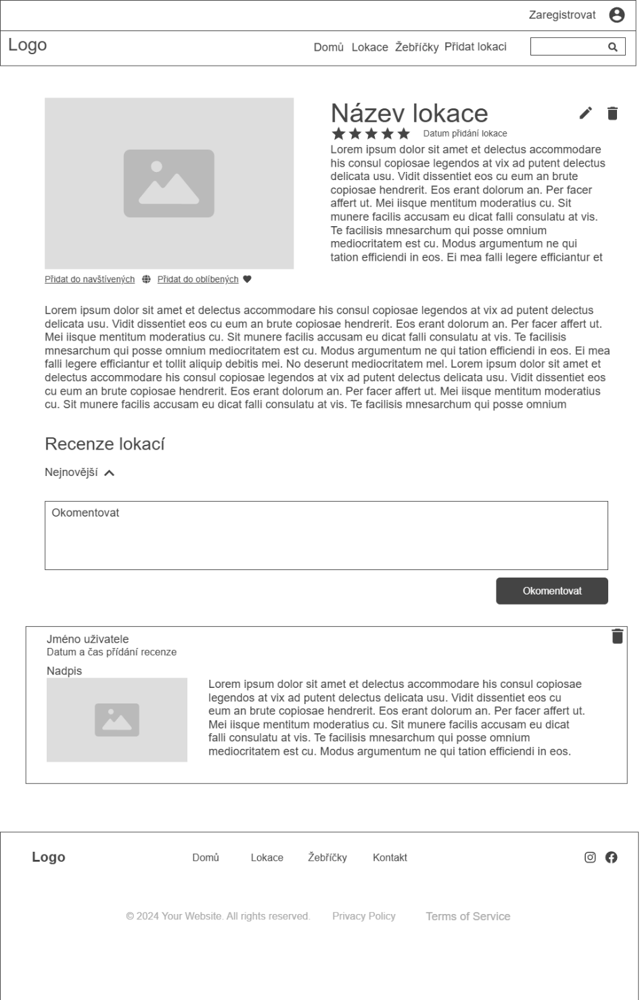 Zaregistrovat
Logo
Domů Lokace Žebříčky Přidat lokaci
Název lokace
Datum přidání lokace
Lorem ipsum dolor sit amet et delectus accommodare
his consul copiosae legendos at vix ad putent delectus
delicata usu. Vidit dissentiet eos cu eum an brute
copiosae hendrerit. Eos erant dolorum an. Per facer
affert ut. Mei iisque mentitum moderatius cu. Sit
munere facilis accusam eu dicat falli consulatu at vis.
Te facilisis mnesarchum qui posse omnium
mediocritatem est cu. Modus argumentum ne qui
tation efficiendi in eos. Ei mea falli legere efficiantur et
Přidat do navštívených Přidat do oblíbených
Lorem ipsum dolor sit amet et delectus accommodare his consul copiosae legendos at vix ad putent delectus
delicata usu. Vidit dissentiet eos cu eum an brute copiosae hendrerit. Eos erant dolorum an. Per facer affert ut.
Mei iisque mentitum moderatius cu. Sit munere facilis accusam eu dicat falli consulatu at vis. Te facilisis
mnesarchum qui posse omnium mediocritatem est cu. Modus argumentum ne qui tation efficiendi in eos. Ei mea
falli legere efficiantur et tollit aliquip debitis mei. No deserunt mediocritatem mel. Lorem ipsum dolor sit amet et
delectus accommodare his consul copiosae legendos at vix ad putent delectus delicata usu. Vidit dissentiet eos
cu eum an brute copiosae hendrerit. Eos erant dolorum an. Per facer affert ut. Mei iisque mentitum moderatius
cu. Sit munere facilis accusam eu dicat falli consulatu at vis. Te facilisis mnesarchum qui posse omnium
Recenze lokací
Nejnovější
Okomentovat
Okomentovat
Jméno uživatele
Datum a čas přídání recenze
Nadpis
Lorem ipsum dolor sit amet et delectus accommodare his consul copiosae
legendos at vix ad putent delectus delicata usu. Vidit dissentiet eos cu
eum an brute copiosae hendrerit. Eos erant dolorum an. Per facer affert ut.
Mei iisque mentitum moderatius cu. Sit munere facilis accusam eu dicat
falli consulatu at vis. Te facilisis mnesarchum qui posse omnium
mediocritatem est cu. Modus argumentum ne qui tation efficiendi in eos.
Logo
Domů Lokace Žebříčky Kontakt
© 2024 Your Website. All rights reserved. Privacy Policy Terms of Service